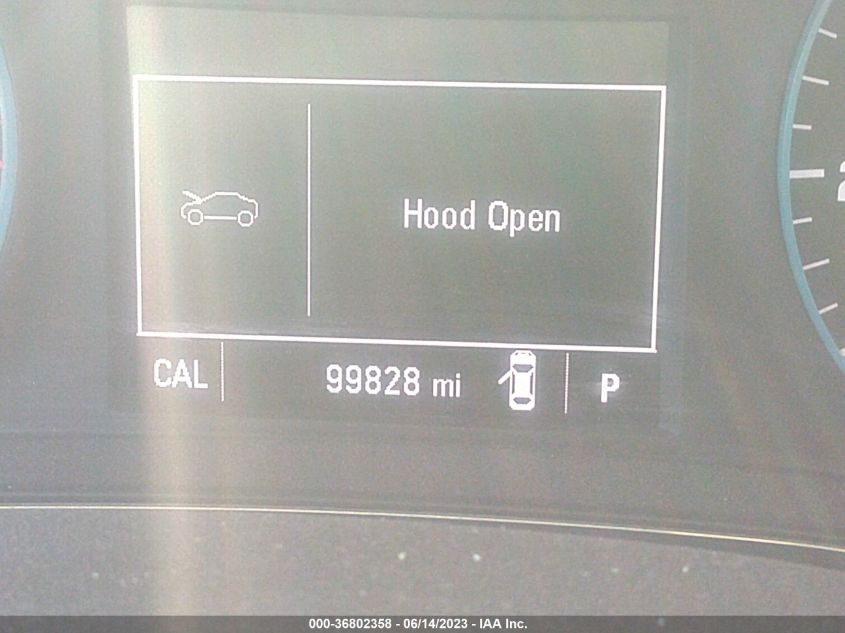 Hood Open
CAL 99828 mi P
000-36802358 - 06/14/2023 - IAA Inc.